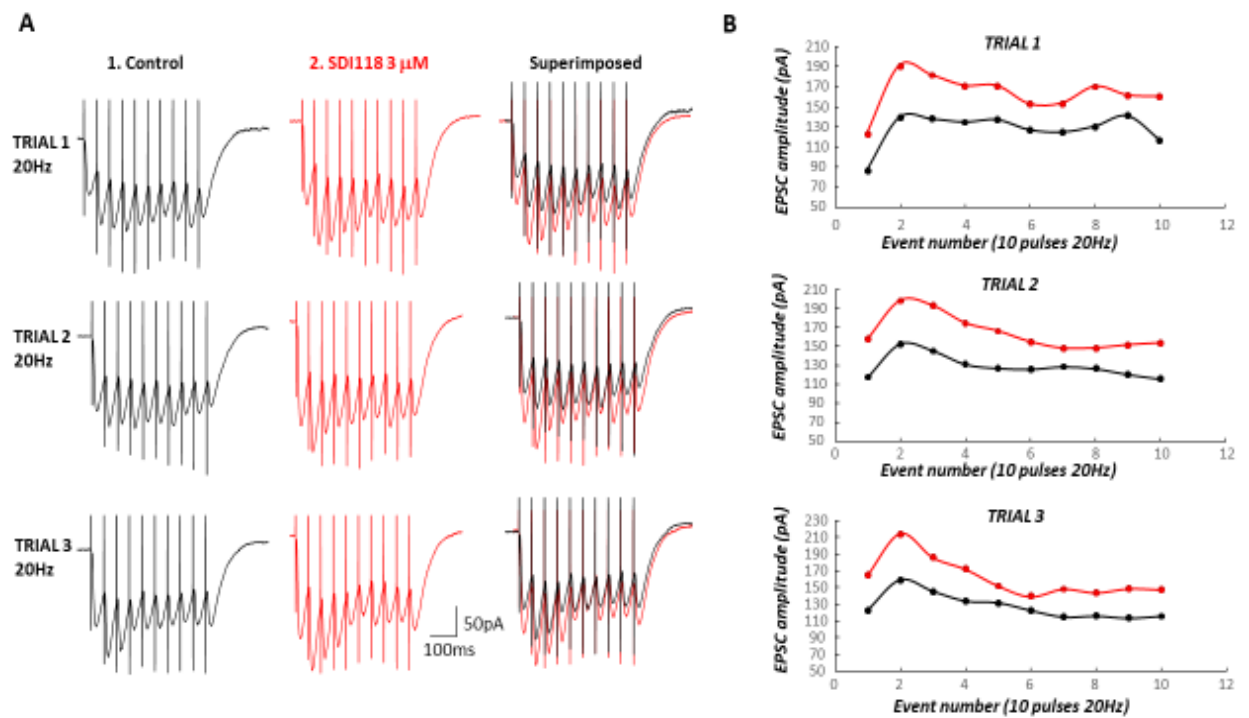 A
1. Control
2. SDI118 3 μM
Superimposed
TRIAL 1
20Hz
TRIAL 2
20Hz
TRIAL 3
20Hz
50pA
100ms
B
TRIAL 1
EPSC amplitude (pA)
210
190
170
150
130
110
90
70
50
0 2 4 6 8 10 12
Event number (10 pulses 20Hz)
TRIAL 2
EPSC amplitude (pA)
210
190
170
150
130
110
90
70
50
0 2 4 6 8 10 12
Event number (10 pulses 20Hz)
TRIAL 3
EPSC amplitude (pA)
230
210
190
170
150
130
110
90
70
50
0 2 4 6 8 10 12
Event number (10 pulses 20Hz)